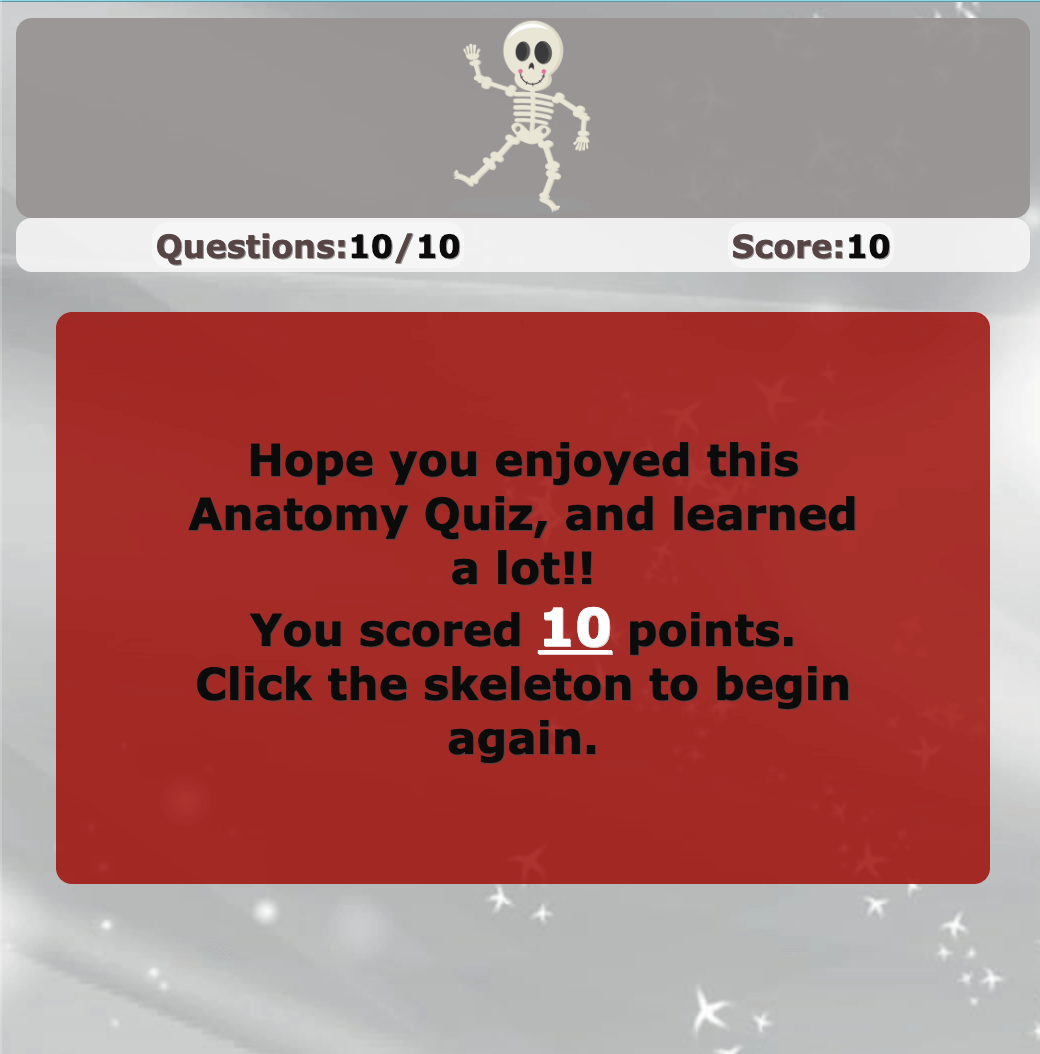 Questions:10/10 Score:10
Hope you enjoyed this
Anatomy Quiz, and learned
a lot!!
You scored 10 points.
Click the skeleton to begin
again.